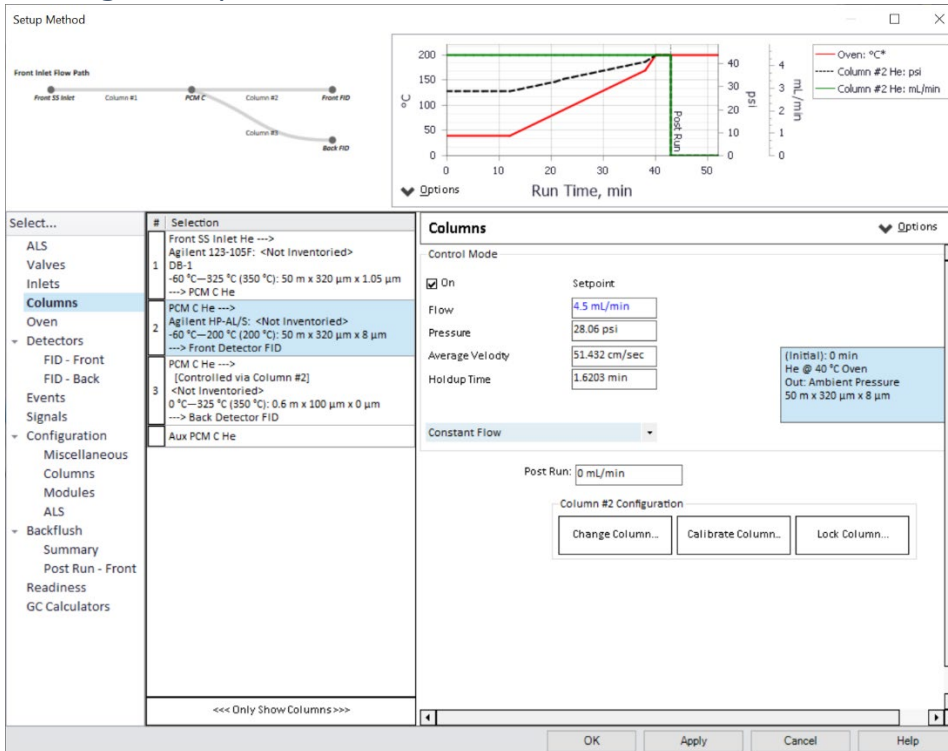 Setup Method
Front Inlet Flow Path
Front SS Inlet
Column #1
PCM C
Column #2
Front FID
Column #3
Back FID
200
150
100
50
0
°C
0
10
20
30
40
50
Run Time, min
Post Run
40
30
20
10
0
psi
4
3
2
1
0
mL/min
Oven: °C*
Column #2 He: psi
Column #2 He: mL/min
Options
Select...
ALS
Valves
Inlets
Columns
Oven
Detectors
FID - Front
FID - Back
Events
Signals
Configuration
Miscellaneous
Columns
Modules
ALS
Backflush
Summary
Post Run - Front
Readiness
GC Calculators
# Selection
1
Front SS Inlet He --->
Agilent 123-105F: <Not Inventoried>
DB-1
-60 °C—325 °C (350 °C): 50 m x 320 µm x 1.05 µm
---> PCM C He
2
PCM C He --->
Agilent HP-AL/S: <Not Inventoried>
-60 °C—200 °C (200 °C): 50 m x 320 µm x 8 µm
---> Front Detector FID
3
PCM C He --->
[Controlled via Column #2]
<Not Inventoried>
0 °C—325 °C (350 °C): 0.6 m x 100 µm x 0 µm
---> Back Detector FID
Aux PCM C He
<<< Only Show Columns>>>
Columns
Options
Control Mode
On
Setpoint
Flow 4.5 mL/min
Pressure 28.06 psi
Average Velocity 51.432 cm/sec
Holdup Time 1.6203 min
(Initial): 0 min
He @ 40 °C Oven
Out: Ambient Pressure
50 m x 320 µm x 8 µm
Constant Flow
Post Run: 0 mL/min
Column #2 Configuration
Change Column...
Calibrate Column..
Lock Column...
OK
Apply
Cancel
Help